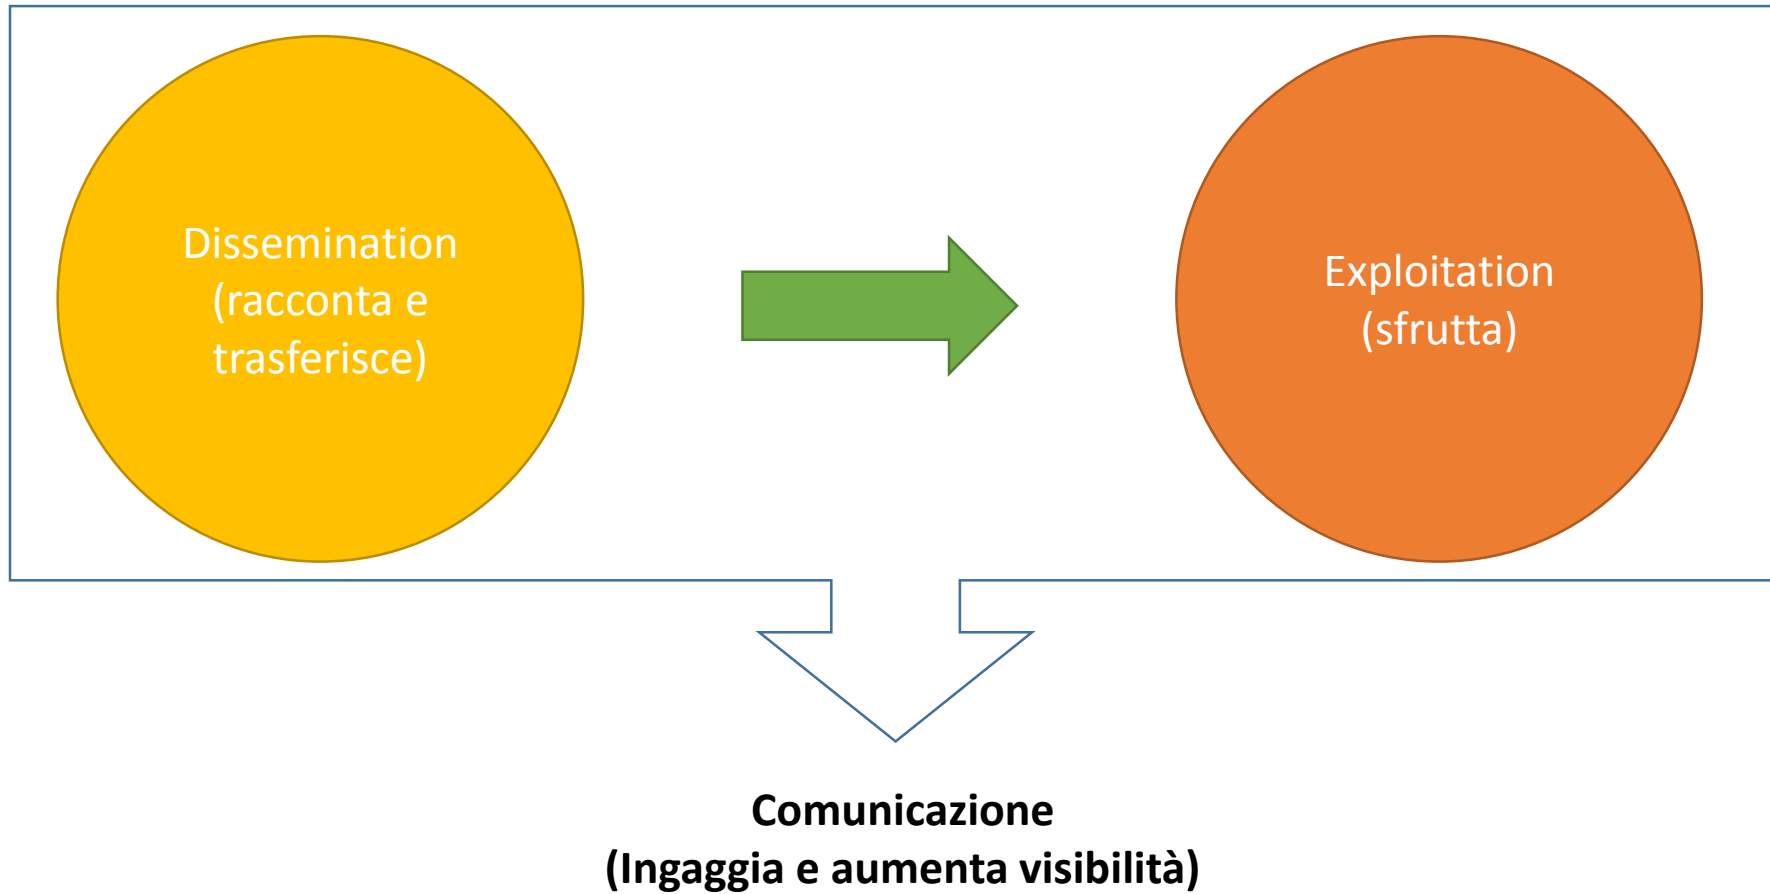 Dissemination
(racconta e
trasferisce)
Exploitation
(sfrutta)
Comunicazione
(Ingaggia e aumenta visibilità)